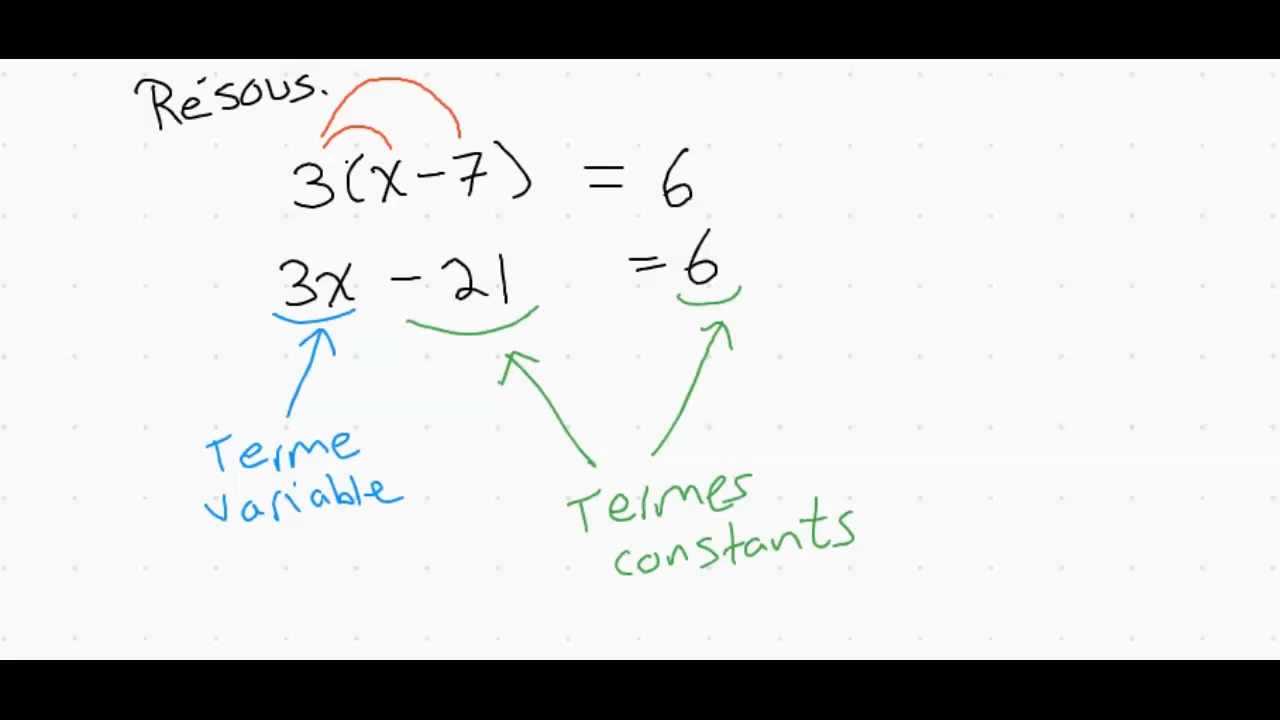 Résous.
3(x-7) = 6
3x - 21 = 6
Terme
variable
Termes
constants